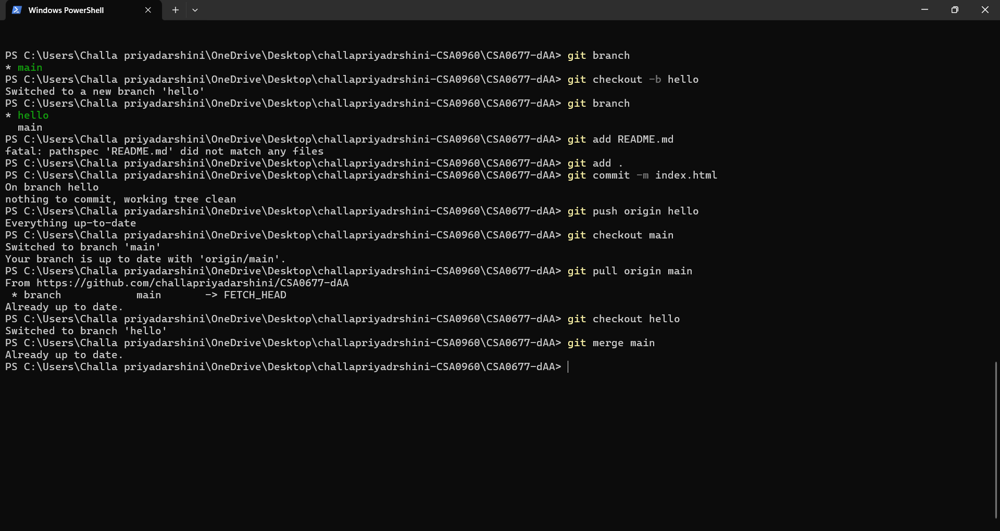 Windows PowerShell
PS C:\Users\Challa priyadarshini\OneDrive\Desktop\challapriyadrshini-CSA0960\CSA0677-dAA> git branch
* main
PS C:\Users\Challa priyadarshini\OneDrive\Desktop\challapriyadrshini-CSA0960\CSA0677-dAA> git checkout -b hello
Switched to a new branch 'hello'
PS C:\Users\Challa priyadarshini\OneDrive\Desktop\challapriyadrshini-CSA0960\CSA0677-dAA> git branch
* hello
  main
PS C:\Users\Challa priyadarshini\OneDrive\Desktop\challapriyadrshini-CSA0960\CSA0677-dAA> git add README.md
fatal: pathspec 'README.md' did not match any files
PS C:\Users\Challa priyadarshini\OneDrive\Desktop\challapriyadrshini-CSA0960\CSA0677-dAA> git add .
PS C:\Users\Challa priyadarshini\OneDrive\Desktop\challapriyadrshini-CSA0960\CSA0677-dAA> git commit -m index.html
On branch hello
nothing to commit, working tree clean
PS C:\Users\Challa priyadarshini\OneDrive\Desktop\challapriyadrshini-CSA0960\CSA0677-dAA> git push origin hello
Everything up-to-date
PS C:\Users\Challa priyadarshini\OneDrive\Desktop\challapriyadrshini-CSA0960\CSA0677-dAA> git checkout main
Switched to branch 'main'
Your branch is up to date with 'origin/main'.
PS C:\Users\Challa priyadarshini\OneDrive\Desktop\challapriyadrshini-CSA0960\CSA0677-dAA> git pull origin main
From https://github.com/challapriyadarshini/CSA0677-dAA
 * branch            main       -> FETCH_HEAD
Already up to date.
PS C:\Users\Challa priyadarshini\OneDrive\Desktop\challapriyadrshini-CSA0960\CSA0677-dAA> git checkout hello
Switched to branch 'hello'
PS C:\Users\Challa priyadarshini\OneDrive\Desktop\challapriyadrshini-CSA0960\CSA0677-dAA> git merge main
Already up to date.
PS C:\Users\Challa priyadarshini\OneDrive\Desktop\challapriyadrshini-CSA0960\CSA0677-dAA>